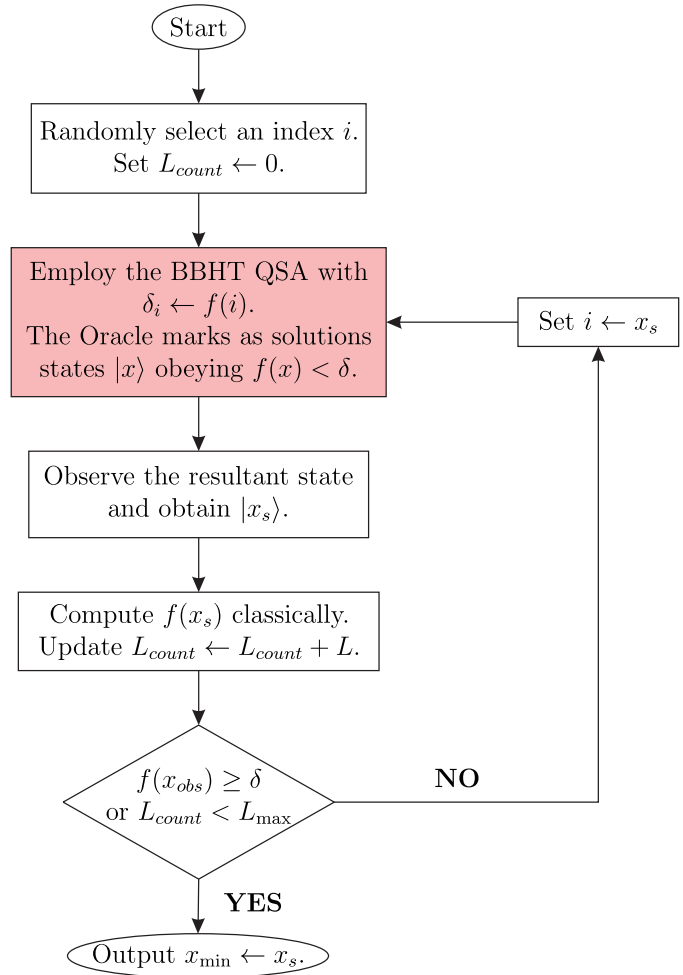 Start
Randomly select an index i.
Set L_count ← 0.
Employ the BBHT QSA with
δ_i ← f(i).
The Oracle marks as solutions
states |x⟩ obeying f(x) < δ.
Set i ← x_s
Observe the resultant state
and obtain |x_s⟩.
Compute f(x_s) classically.
Update L_count ← L_count + L.
f(x_obs) ≥ δ
or L_count < L_max
NO
YES
Output x_min ← x_s.